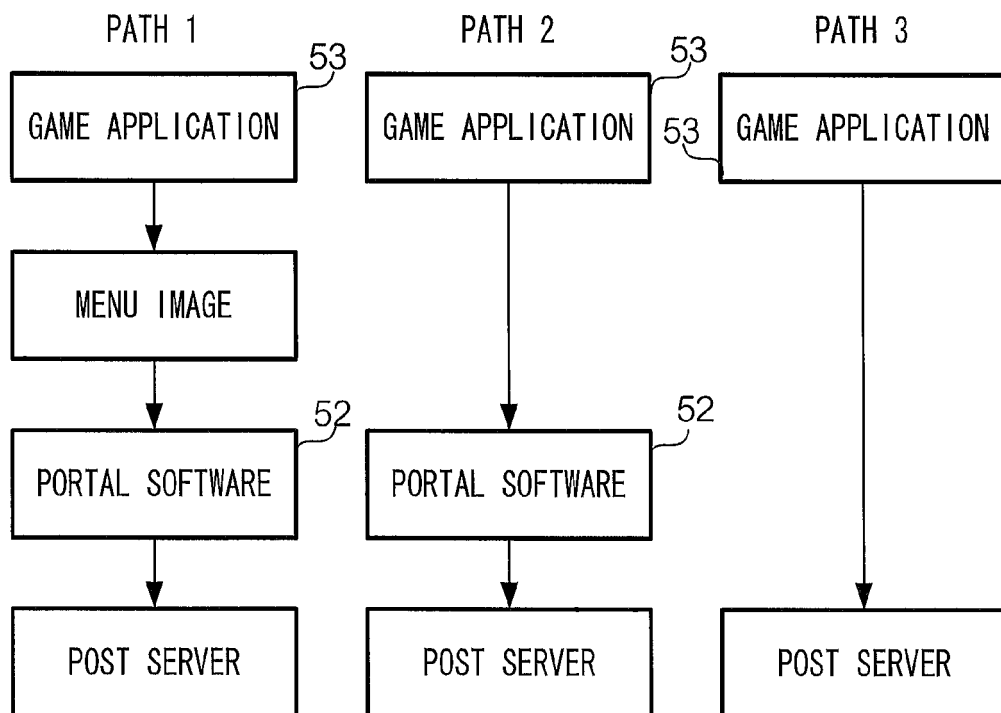 PATH 1
PATH 2
PATH 3
53
GAME APPLICATION
53
GAME APPLICATION
53
GAME APPLICATION
MENU IMAGE
52
PORTAL SOFTWARE
52
PORTAL SOFTWARE
POST SERVER
POST SERVER
POST SERVER